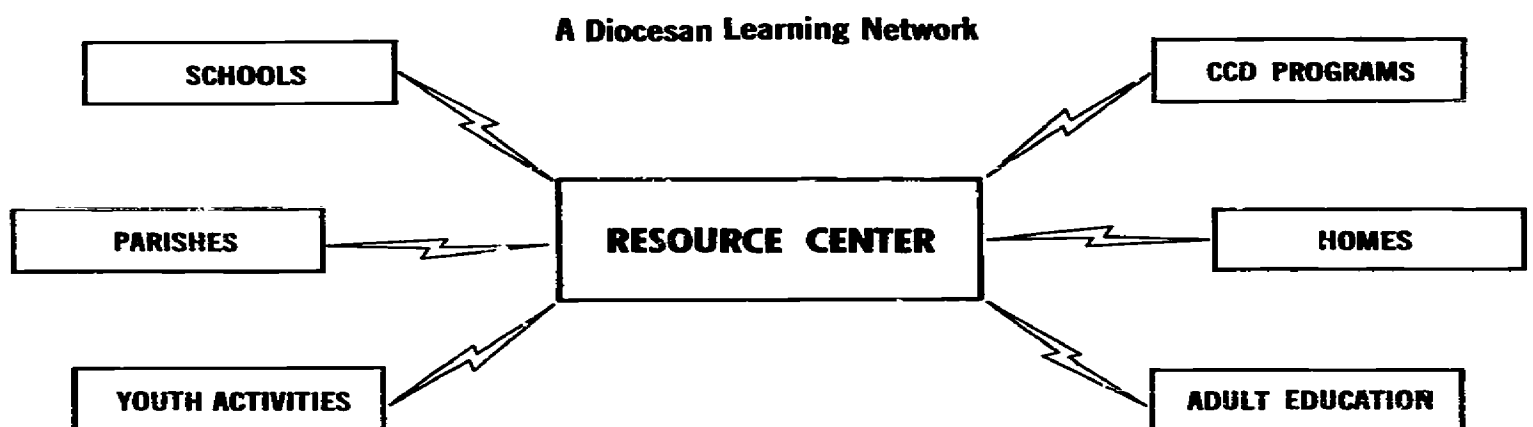 A Diocesan Learning Network
SCHOOLS
CCD PROGRAMS
PARISHES
RESOURCE CENTER
HOMES
YOUTH ACTIVITIES
ADULT EDUCATION